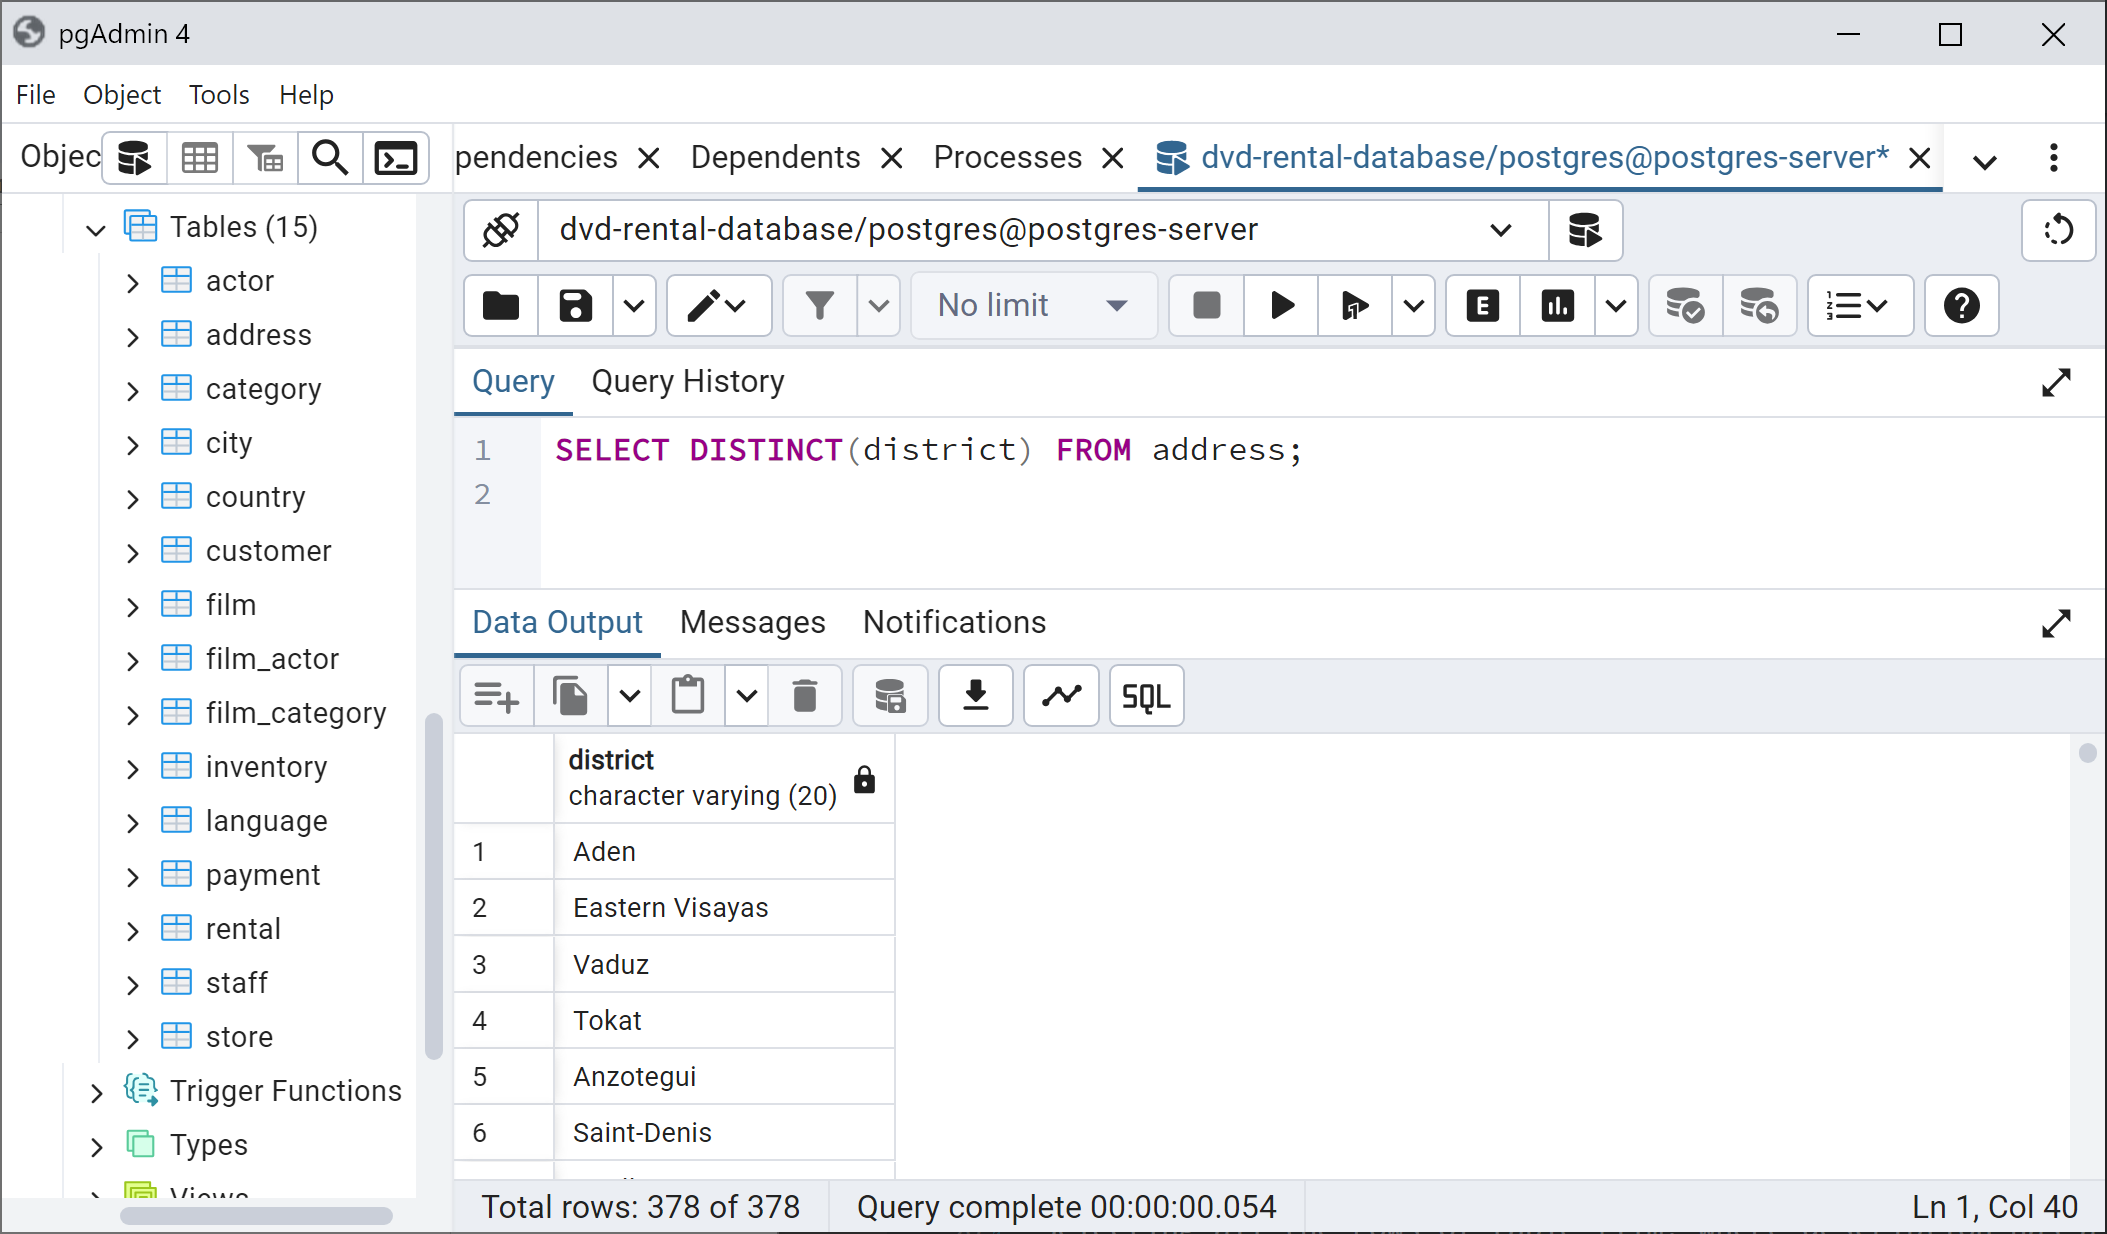 pgAdmin 4
File Object Tools Help
Objec
pendencies Dependents Processes dvd-rental-database/postgres@postgres-server*
Tables (15)
actor
address
category
city
country
customer
film
film_actor
film_category
inventory
language
payment
rental
staff
store
Trigger Functions
Types
Views
dvd-rental-database/postgres@postgres-server
No limit
E
Query Query History
1 SELECT DISTINCT(district) FROM address;
2
Data Output Messages Notifications
SQL
district
character varying (20)
1 Aden
2 Eastern Visayas
3 Vaduz
4 Tokat
5 Anzotegui
6 Saint-Denis
Total rows: 378 of 378 Query complete 00:00:00.054 Ln 1, Col 40